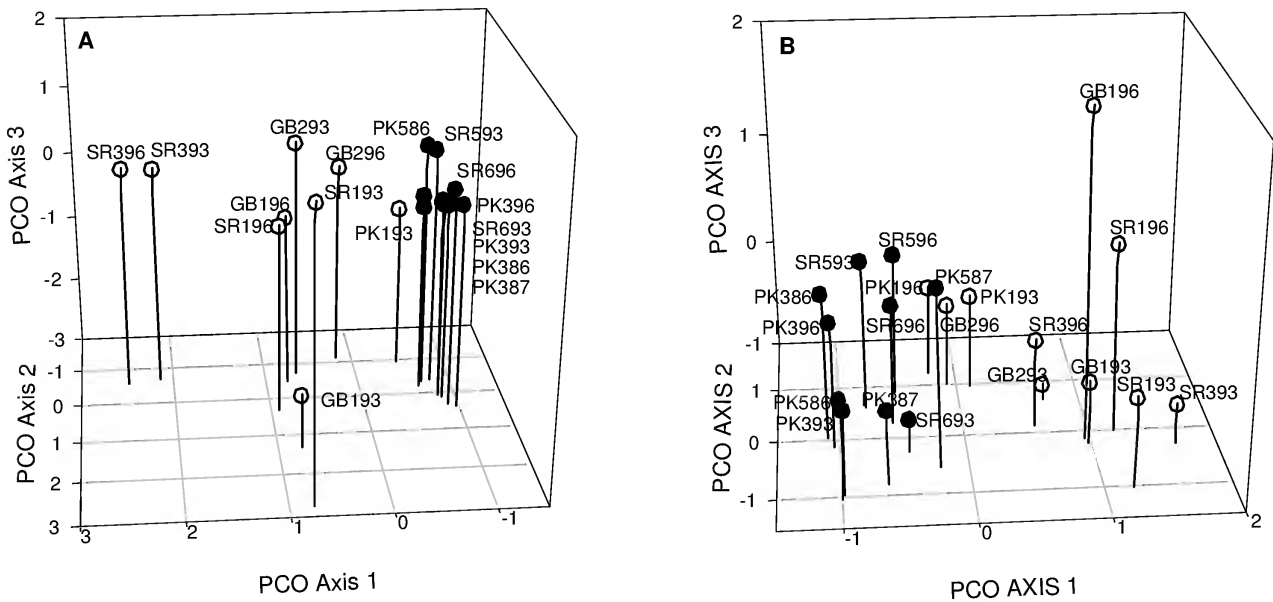 A
2
1
0
-1
-2
-3
PCO Axis 3
-1
0
1
2
3
PCO Axis 2
3
2
1
0
-1
PCO Axis 1
SR396
SR393
GB293
GB296
PK586
SR593
SR696
GB196
SR196
SR193
PK193
PK396
SR693
PK393
PK386
PK387
GB193
B
2
1
0
-1
PCO AXIS 3
1
0
-1
PCO AXIS 2
-1
0
1
2
PCO AXIS 1
GB196
SR196
SR596
SR593
PK196
PK587
PK193
PK386
PK396
SR696
GB296
SR396
GB293
GB193
SR193
SR393
PK586
PK387
PK393
SR693